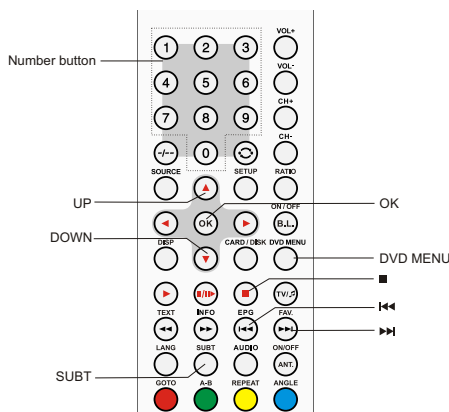 VOL+
1 2 3
Number button
VOL-
4 5 6
CH+
7 8 9
CH-
-/-- 0
SOURCE SETUP RATIO
UP
ON / OFF
OK
OK B.L.
DOWN
DISP CARD / DISK DVD MENU
DVD MENU
TV/
TEXT INFO EPG FAV.
LANG SUBT AUDIO ON/OFF
ANT.
SUBT
GOTO A-B REPEAT ANGLE